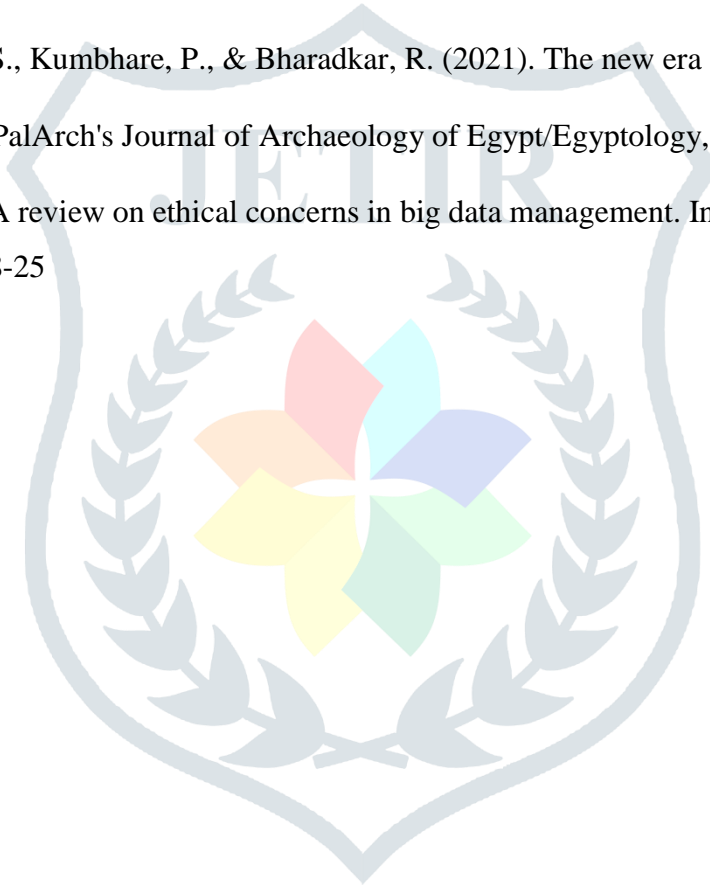 S., Kumbhare, P., & Bharadkar, R. (2021). The new era
PalArch's Journal of Archaeology of Egypt/Egyptology,
JETIR
A review on ethical concerns in big data management. In
-25